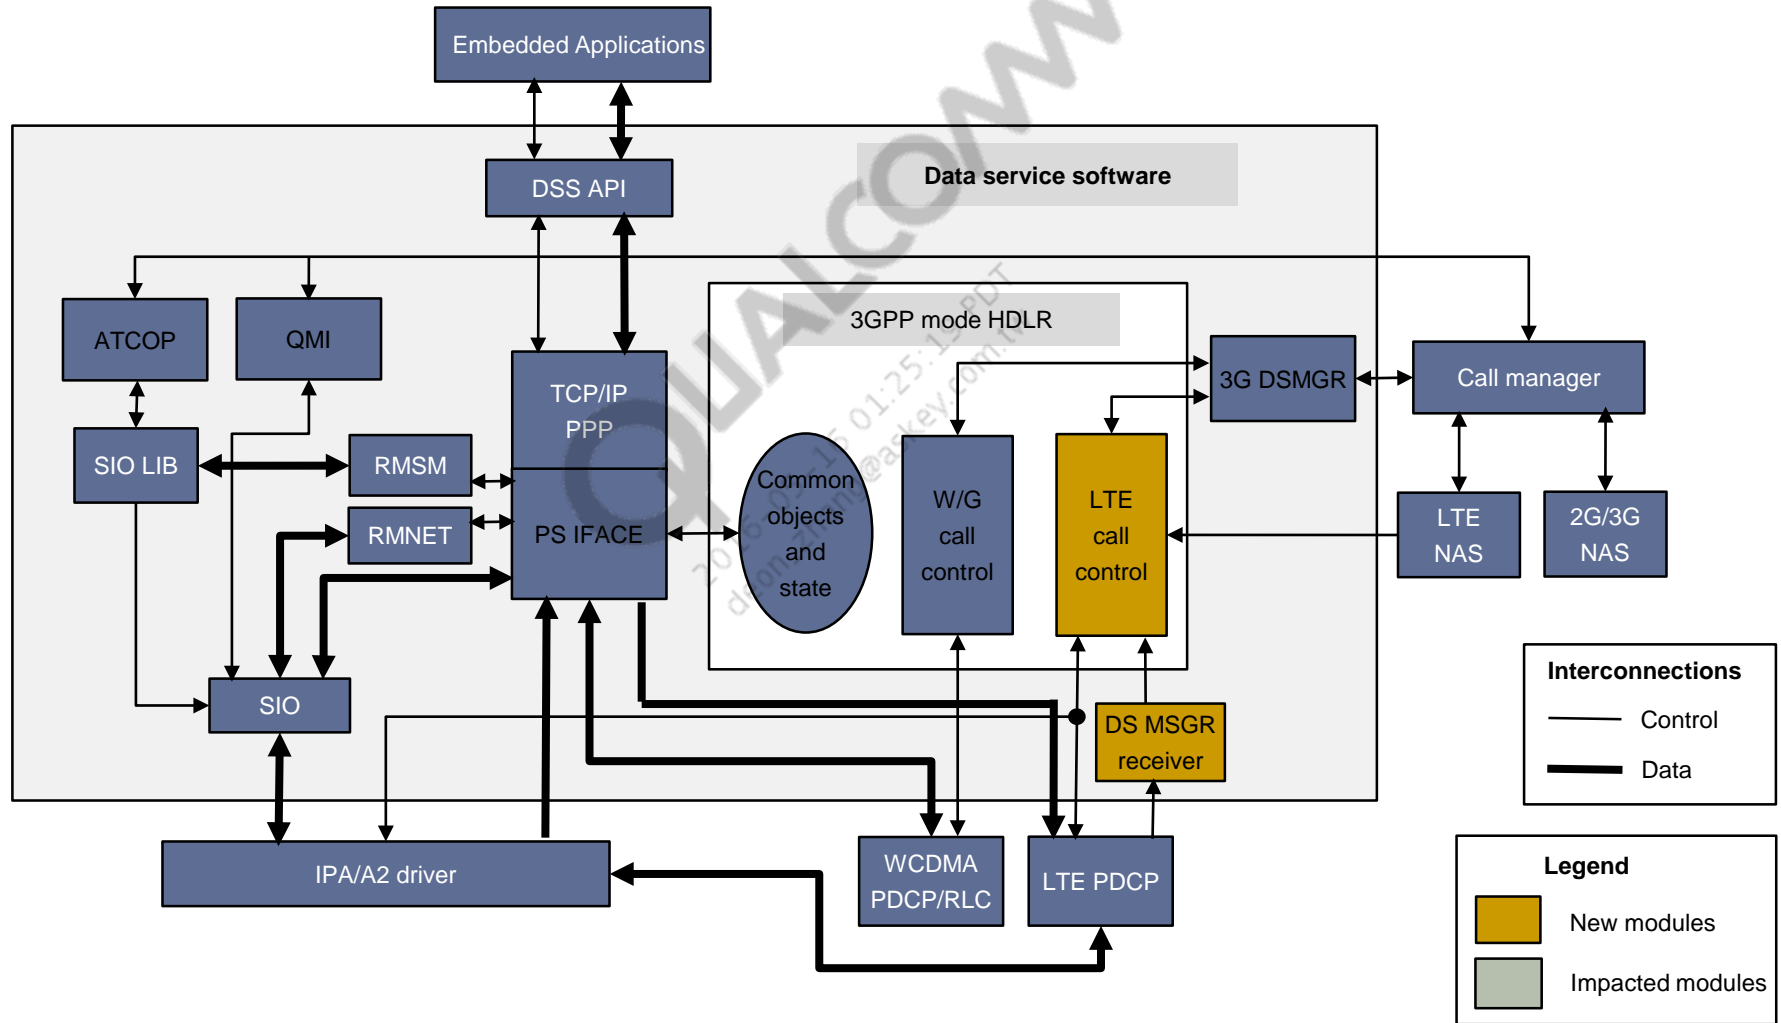 Embedded Applications
DSS API
Data service software
ATCOP
QMI
3GPP mode HDLR
3G DSMGR
Call manager
TCP/IP
PPP
SIO LIB
RMSM
RMNET
PS IFACE
Common
objects
and
state
W/G
call
control
LTE
call
control
LTE
NAS
2G/3G
NAS
SIO
DS MSGR
receiver
IPA/A2 driver
WCDMA
PDCP/RLC
LTE PDCP
Interconnections
Control
Data
Legend
New modules
Impacted modules